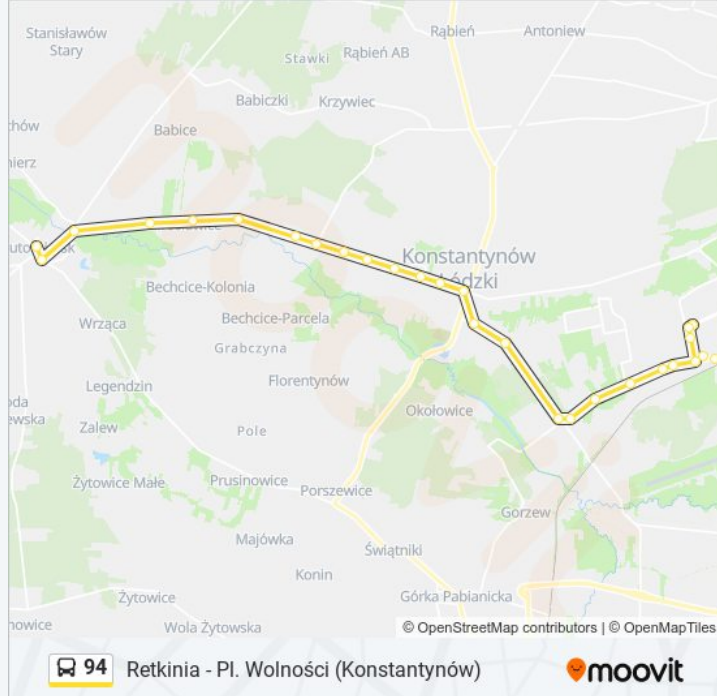 Stanisławów
Stary
Rąbień
Antoniew
Stawki
Rąbień AB
Babiczki
Krzywiec
Babice
Konstantynów
Łódzki
Bechcice-Kolonia
Bechcice-Parcela
Wrząca
Grabczyna
Florentynów
Legendzin
Okołowice
Zalew
Pole
Żytowice Małe
Prusinowice
Porszewice
Gorzew
Majówka
Świątniki
Konin
Żytowice
Górka Pabianicka
Wola Żytowska
© OpenStreetMap contributors | © OpenMapTiles
94 Retkinia - Pl. Wolności (Konstantynów)
moovit